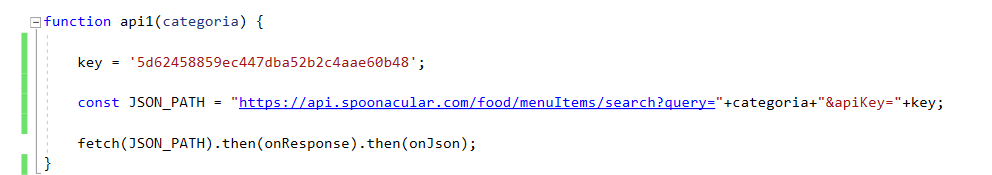 function api1(categoria) {
key = '5d62458859ec447dba52b2c4aae60b48';
const JSON_PATH = "https://api.spoonacular.com/food/menuItems/search?query="+categoria+"&apiKey="+key;
fetch(JSON_PATH).then(onResponse).then(onJson);
}